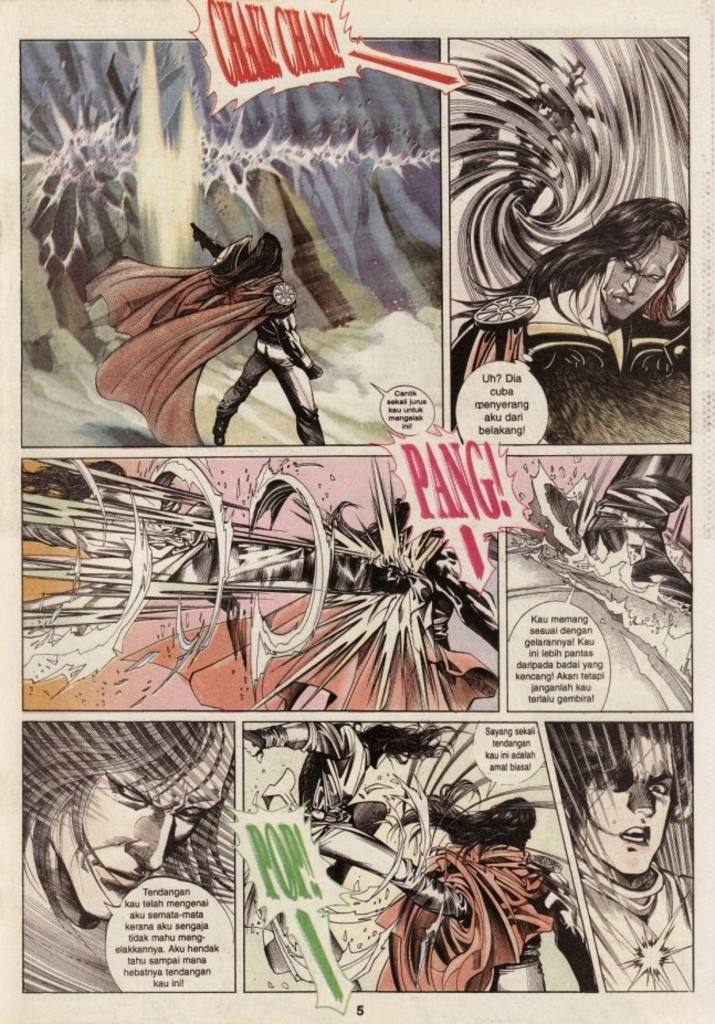 CHAK! CHAK!
Cantik
sekali jurus
kau untuk
mengelak
ini!
Uh? Dia
cuba
menyerang
aku dari
belakang!
PANG!
Kau memang
sesuai dengan
gelarannya! Kau
ini lebih pantas
daripada badai yang
kencang! Akan tetapi
janganlah kau
terlalu gembira!
Tendangan
kau telah mengenai
aku semata-mata
kerana aku sengaja
tidak mahu meng-
elakkannya. Aku hendak
tahu sampai mana
hebatnya tendangan
kau ini!
Sayang sekali
tendangan
kau ini adalah
amat biasa!
POP!
5